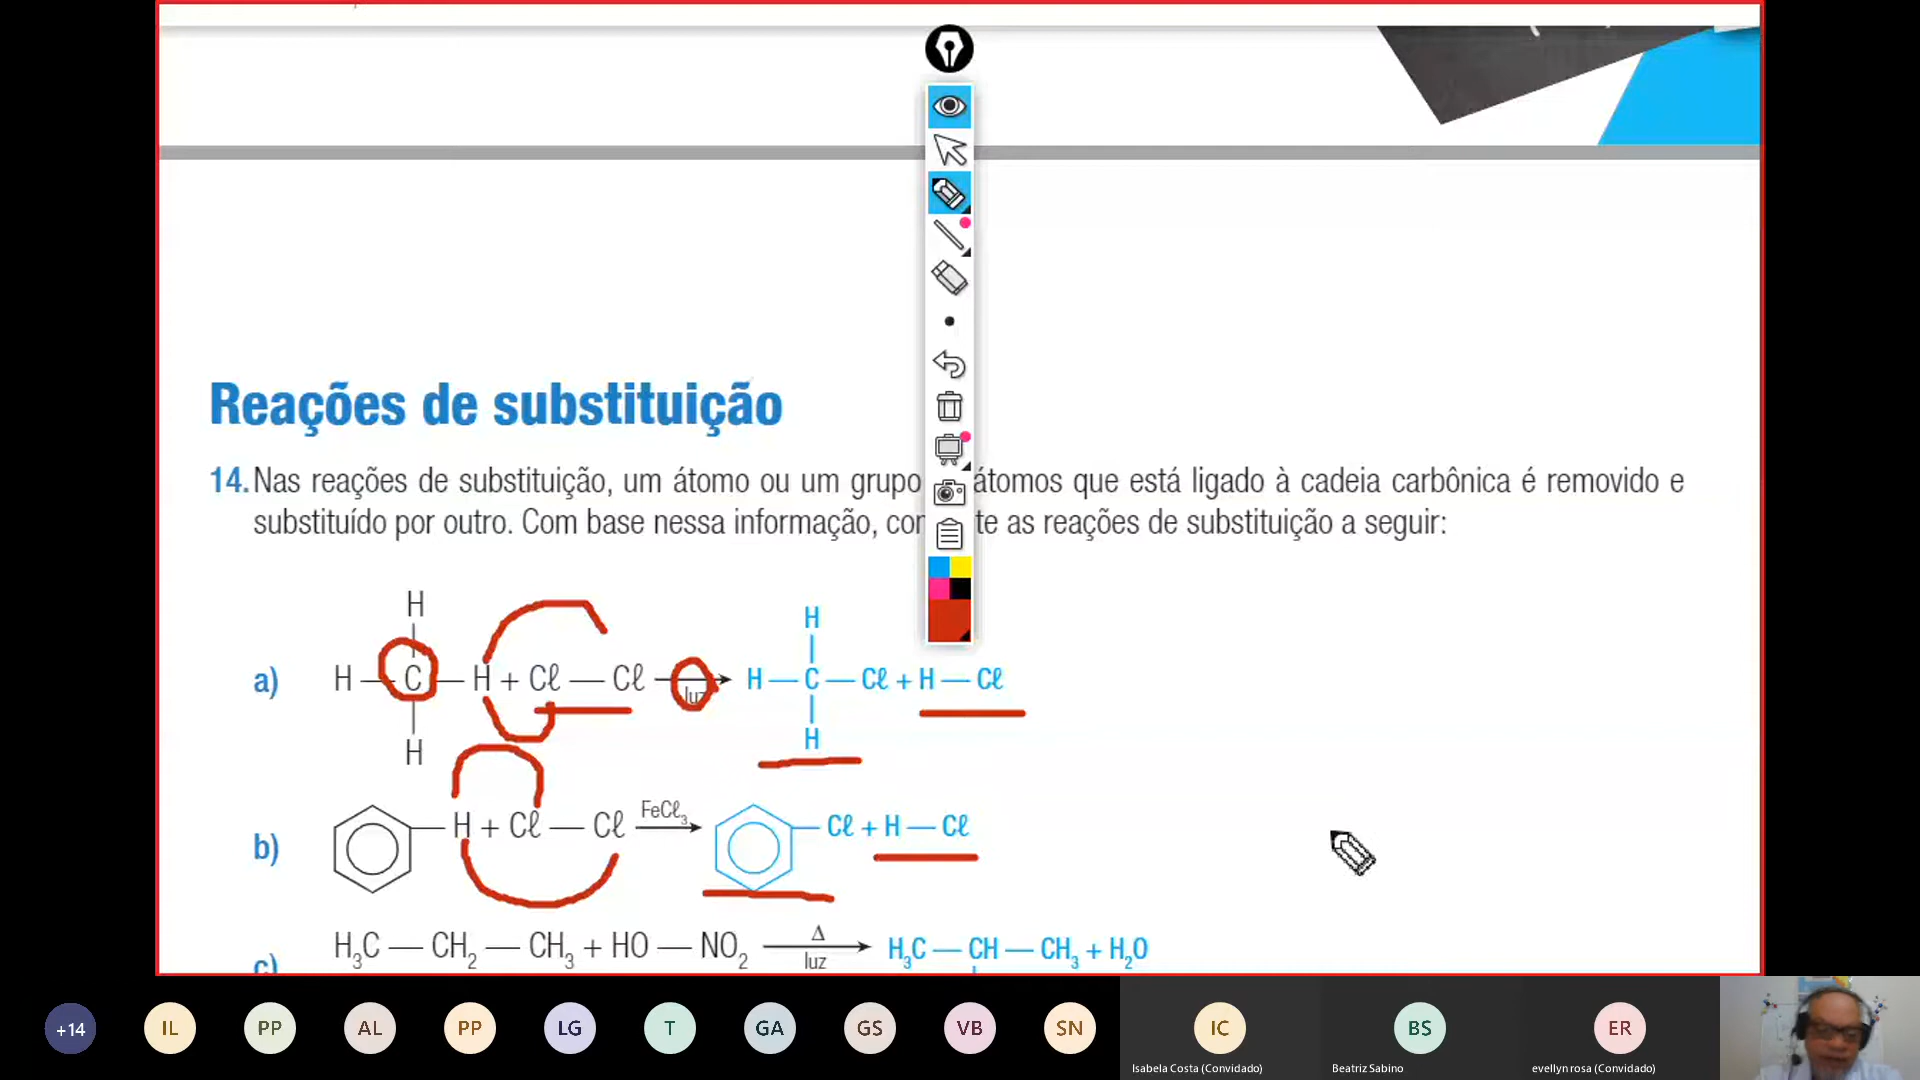 Reações de substituição
14. Nas reações de substituição, um átomo ou um grupo átomos que está ligado à cadeia carbônica é removido e
substituído por outro. Com base nessa informação, as reações de substituição a seguir:
H
H
a) H — C — H + Cℓ — Cℓ luz H — C — Cℓ + H — Cℓ
H
H
b) H + Cℓ — Cℓ FeCℓ3 Cℓ + H — Cℓ
c) H3C — CH2 — CH3 + HO — NO2 Δ luz H3C — CH — CH3 + H2O
+14 IL PP AL PP LG T GA GS VB SN IC BS ER
Isabela Costa (Convidado) Beatriz Sabino evellyn rosa (Convidado)